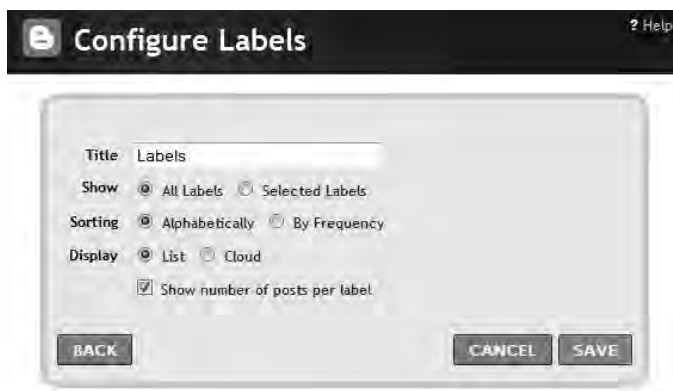 ? Help
Configure Labels
Title Labels
Show All Labels Selected Labels
Sorting Alphabetically By Frequency
Display List Cloud
Show number of posts per label
BACK CANCEL SAVE